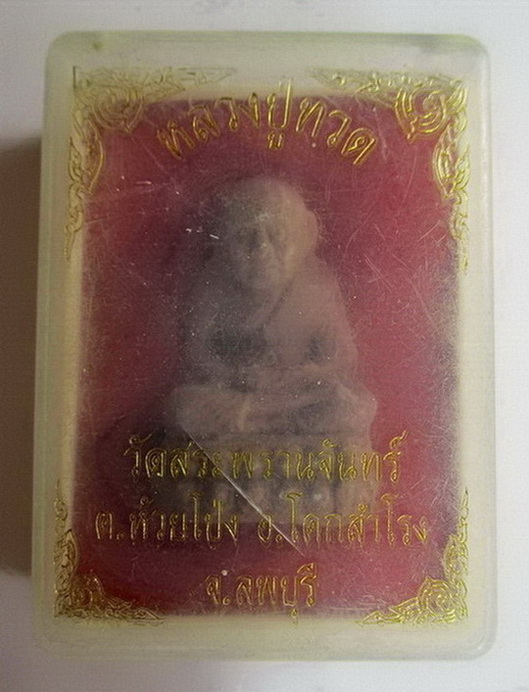 หลวงปู่ทวด
วัดสระพรานจันทร์
ต.ห้วยโป่ง อ.โคกสำโรง
จ.ลพบุรี